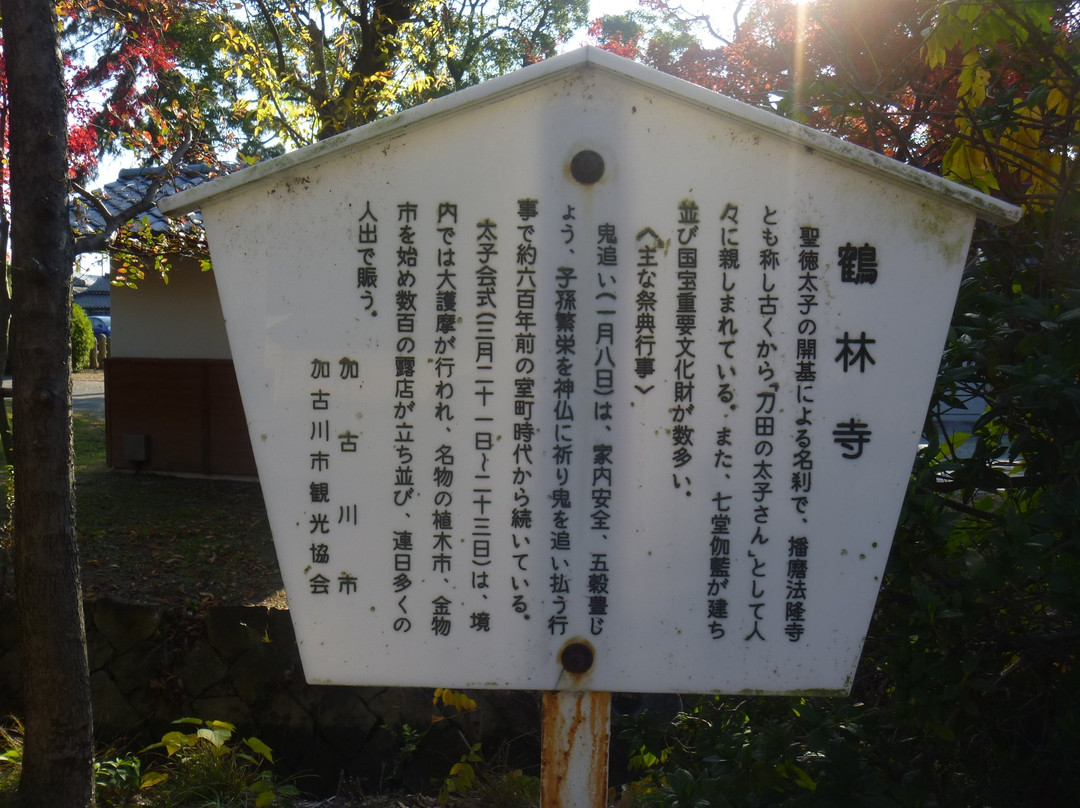 鶴林寺
聖徳太子の開基による名刹で、播磨法隆寺
とも称し古くから「刀田の太子さん」として人
々に親しまれている。また、七堂伽藍が建ち
並び国宝重要文化財が数多い。
〈主な祭典行事〉
鬼追い(一月八日)は、家内安全、五穀豊じ
ょう、子孫繁栄を神仏に祈り鬼を追い払う行
事で約六百年前の室町時代から続いている。
太子会式(三月二十一日〜二十三日)は、境
内では大護摩が行われ、名物の植木市、金物
市を始め数百の露店が立ち並び、連日多くの
人出で賑う。
加古川市
加古川市観光協会